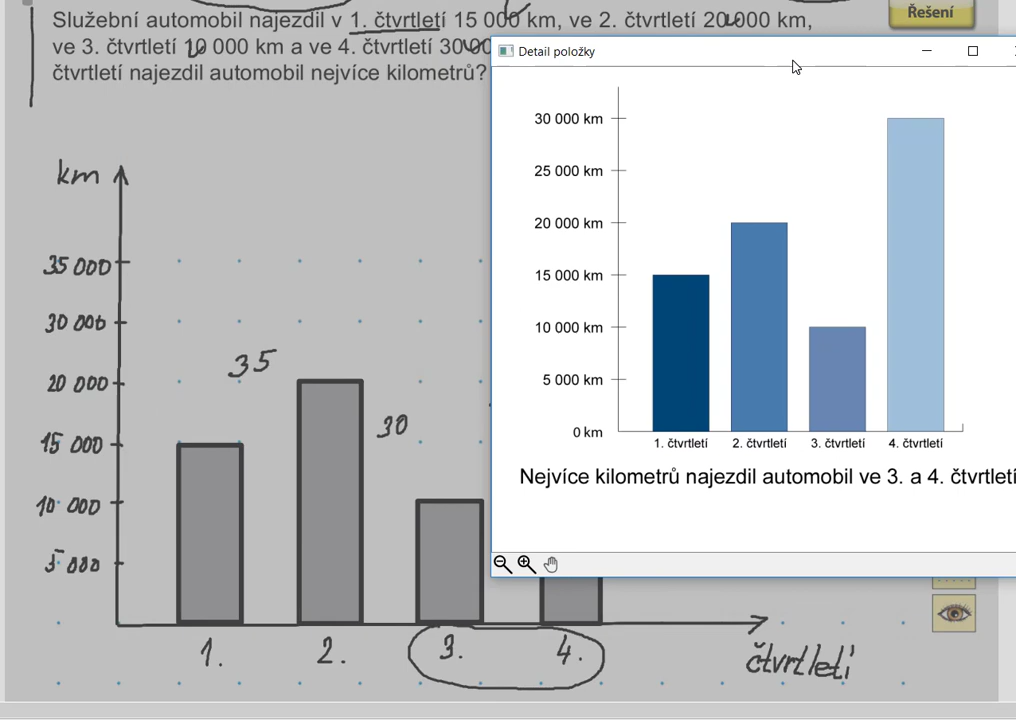 Služební automobil najezdil v 1. čtvrtletí 15 000 km, ve 2. čtvrtletí 20 000 km,
ve 3. čtvrtletí 10 000 km a ve 4. čtvrtletí 30 00
čtvrtletí najezdil automobil nejvíce kilometrů?
Řešení
Detail položky
30 000 km
25 000 km
20 000 km
15 000 km
10 000 km
5 000 km
0 km
1. čtvrtletí 2. čtvrtletí 3. čtvrtletí 4. čtvrtletí
Nejvíce kilometrů najezdil automobil ve 3. a 4. čtvrtletí
km
35 000
30 000
20 000
15 000
10 000
5 000
35
30
1. 2. 3. 4.
čtvrtletí